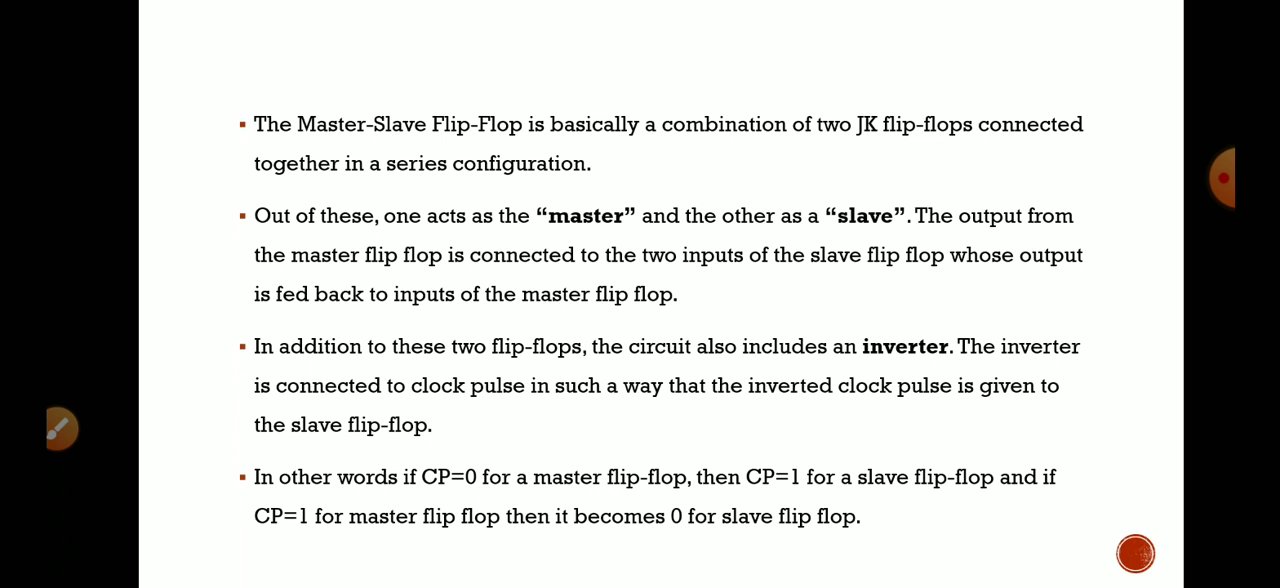 ▪ The Master-Slave Flip-Flop is basically a combination of two JK flip-flops connected
together in a series configuration.
▪ Out of these, one acts as the “master” and the other as a “slave”. The output from
the master flip flop is connected to the two inputs of the slave flip flop whose output
is fed back to inputs of the master flip flop.
▪ In addition to these two flip-flops, the circuit also includes an inverter. The inverter
is connected to clock pulse in such a way that the inverted clock pulse is given to
the slave flip-flop.
▪ In other words if CP=0 for a master flip-flop, then CP=1 for a slave flip-flop and if
CP=1 for master flip flop then it becomes 0 for slave flip flop.